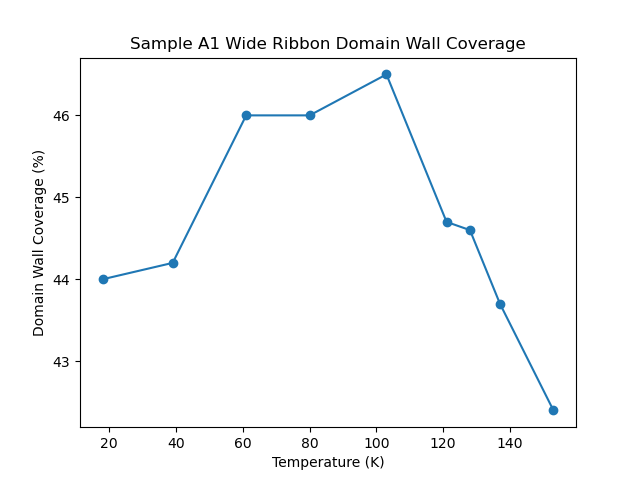 Sample A1 Wide Ribbon Domain Wall Coverage
46
45
44
43
Domain Wall Coverage (%)
20 40 60 80 100 120 140
Temperature (K)